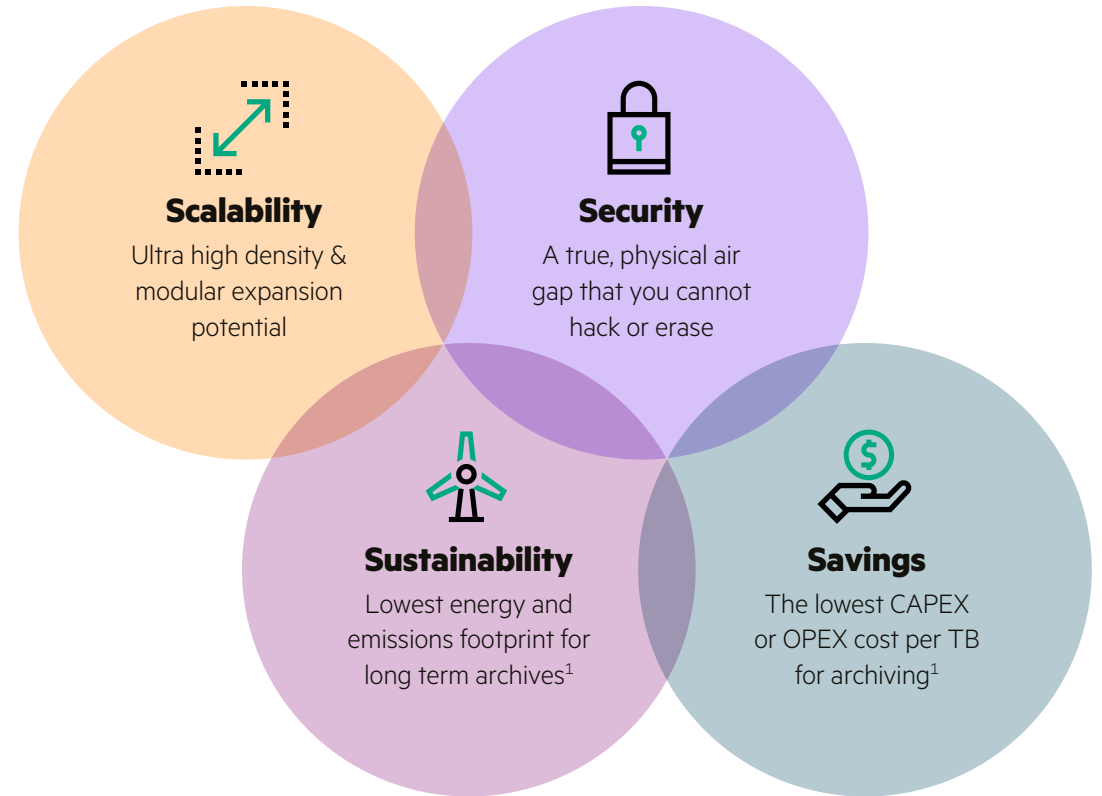 Scalability
Ultra high density &
modular expansion
potential
Security
A true, physical air
gap that you cannot
hack or erase
$
Sustainability
Lowest energy and
emissions footprint for
long term archives¹
Savings
The lowest CAPEX
or OPEX cost per TB
for archiving¹